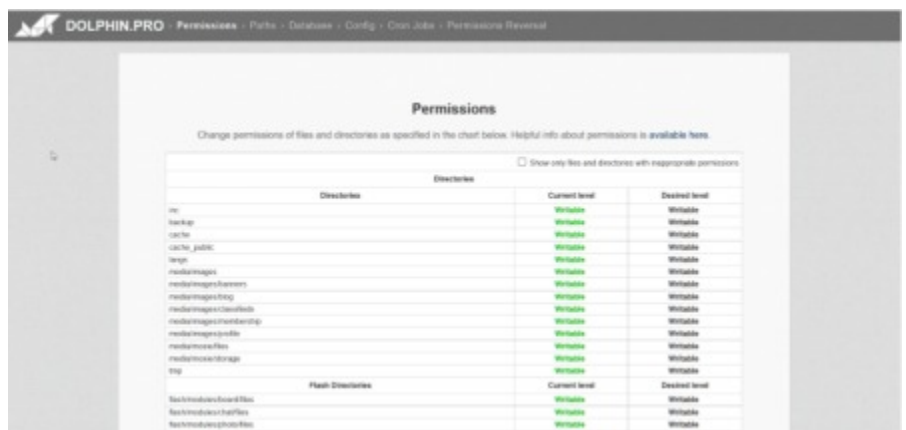 DOLPHIN.PRO › Permissions › Paths › Database › Config › Cron Jobs › Permissions Reversal
Permissions
Change permissions of files and directories as specified in the chart below. Helpful info about permissions is available here.
Show only files and directories with inappropriate permissions
Directories
Directories Current level Desired level
inc Writable Writable
backup Writable Writable
cache Writable Writable
cache_public Writable Writable
langs Writable Writable
media/images Writable Writable
media/images/banners Writable Writable
media/images/blog Writable Writable
media/images/classifieds Writable Writable
media/images/membership Writable Writable
media/images/profile Writable Writable
media/moxie/files Writable Writable
media/moxie/storage Writable Writable
tmp Writable Writable
Flash Directories Current level Desired level
flash/modules/board/files Writable Writable
flash/modules/chat/files Writable Writable
flash/modules/photo/files Writable Writable